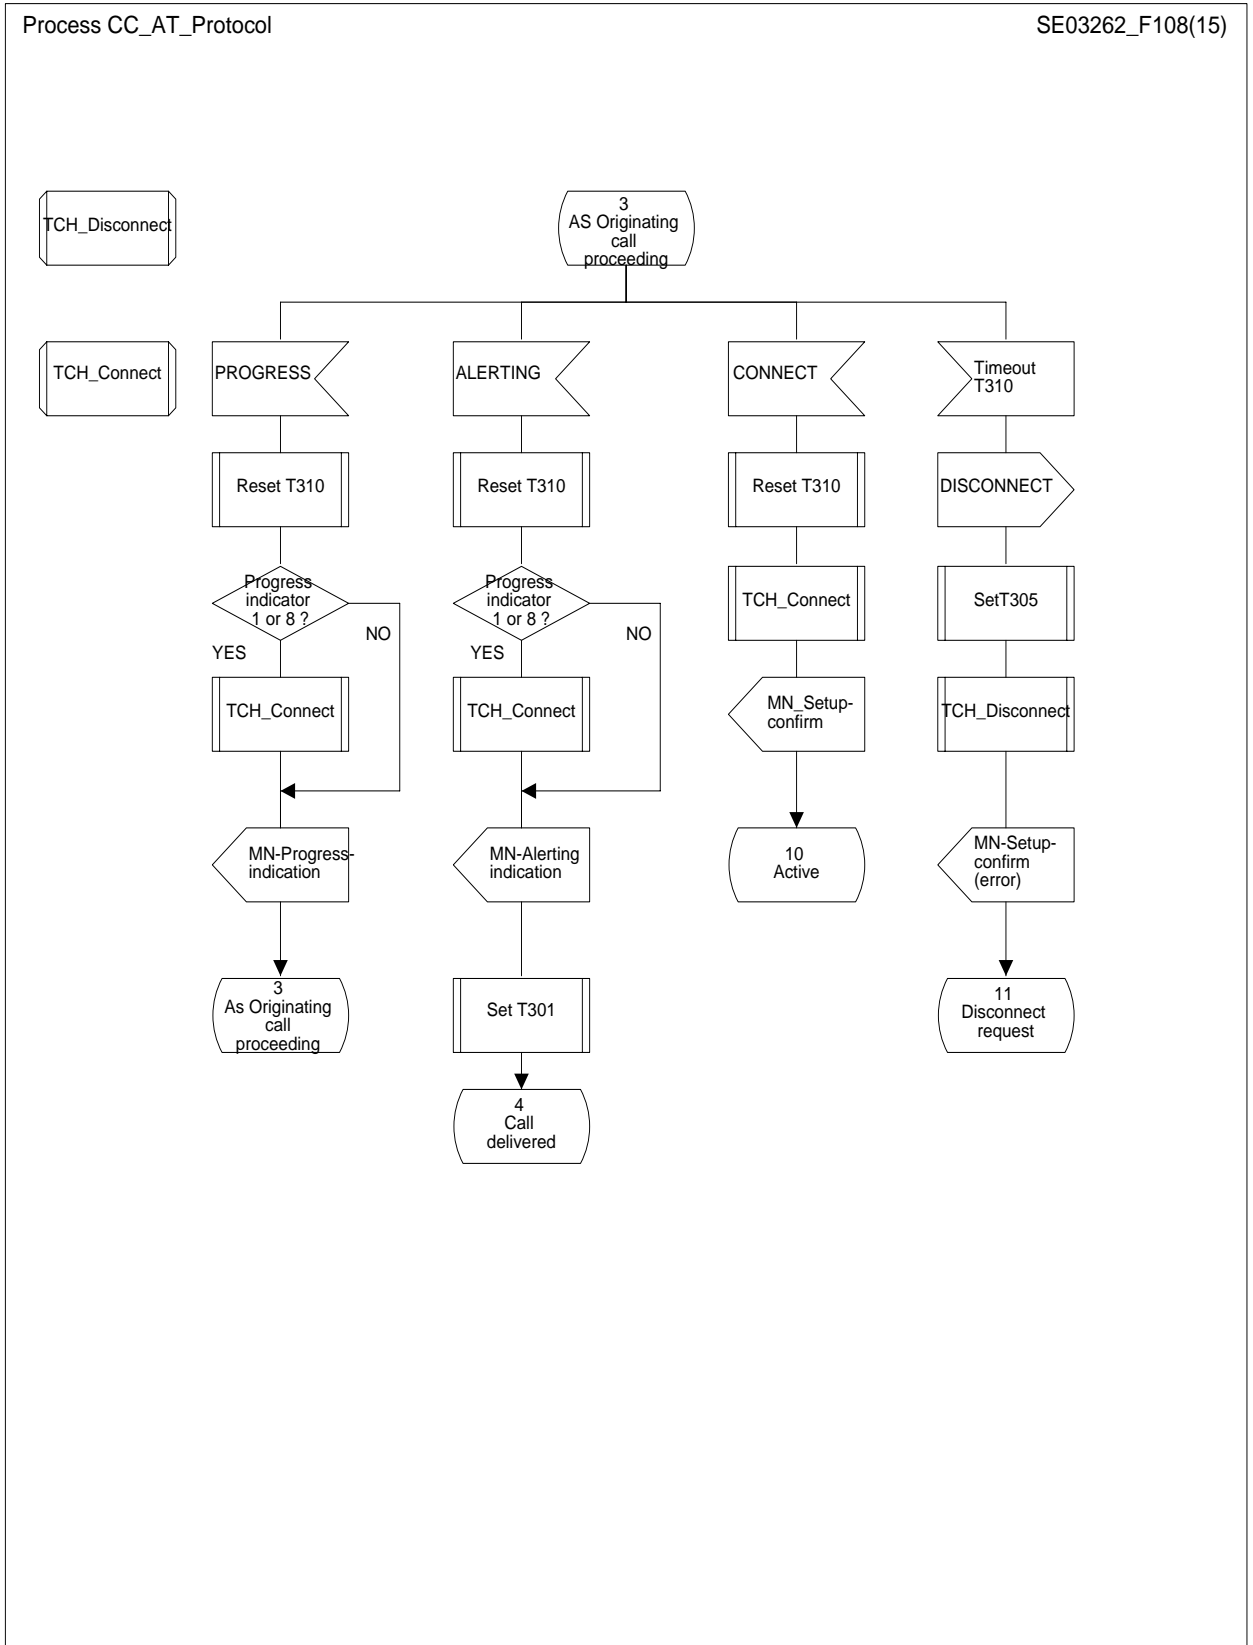 Process CC_AT_Protocol
SE03262_F108(15)
TCH_Disconnect
3
AS Originating
call
proceeding
TCH_Connect
PROGRESS
ALERTING
CONNECT
Timeout
T310
Reset T310
Reset T310
Reset T310
DISCONNECT
Progress
indicator
1 or 8 ?
NO
YES
Progress
indicator
1 or 8 ?
NO
YES
TCH_Connect
SetT305
TCH_Connect
TCH_Connect
MN_Setup-
confirm
TCH_Disconnect
MN-Progress-
indication
MN-Alerting
indication
10
Active
MN-Setup-
confirm
(error)
3
As Originating
call
proceeding
Set T301
11
Disconnect
request
4
Call
delivered